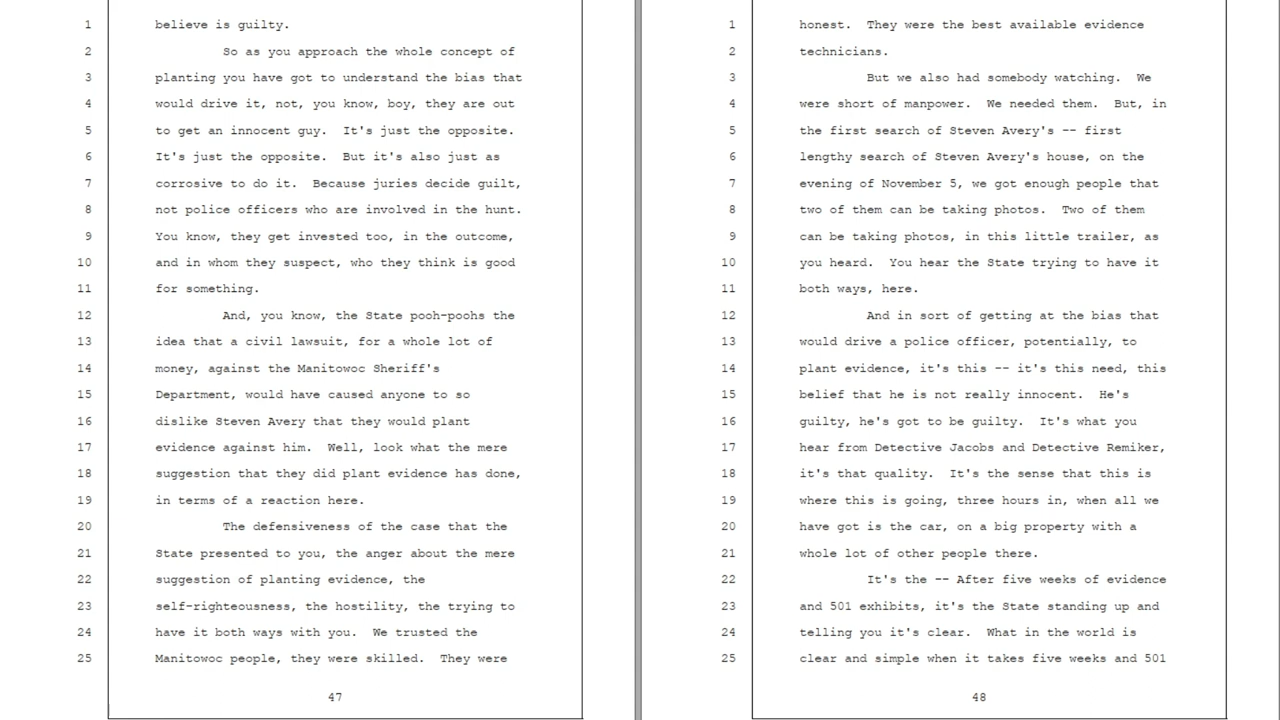 1 believe is guilty.
2 So as you approach the whole concept of
3 planting you have got to understand the bias that
4 would drive it, not, you know, boy, they are out
5 to get an innocent guy. It's just the opposite.
6 It's just the opposite. But it's also just as
7 corrosive to do it. Because juries decide guilt,
8 not police officers who are involved in the hunt.
9 You know, they get invested too, in the outcome,
10 and in whom they suspect, who they think is good
11 for something.
12 And, you know, the State pooh-poohs the
13 idea that a civil lawsuit, for a whole lot of
14 money, against the Manitowoc Sheriff's
15 Department, would have caused anyone to so
16 dislike Steven Avery that they would plant
17 evidence against him. Well, look what the mere
18 suggestion that they did plant evidence has done,
19 in terms of a reaction here.
20 The defensiveness of the case that the
21 State presented to you, the anger about the mere
22 suggestion of planting evidence, the
23 self-righteousness, the hostility, the trying to
24 have it both ways with you. We trusted the
25 Manitowoc people, they were skilled. They were
47
1 honest. They were the best available evidence
2 technicians.
3 But we also had somebody watching. We
4 were short of manpower. We needed them. But, in
5 the first search of Steven Avery's -- first
6 lengthy search of Steven Avery's house, on the
7 evening of November 5, we got enough people that
8 two of them can be taking photos. Two of them
9 can be taking photos, in this little trailer, as
10 you heard. You hear the State trying to have it
11 both ways, here.
12 And in sort of getting at the bias that
13 would drive a police officer, potentially, to
14 plant evidence, it's this -- it's this need, this
15 belief that he is not really innocent. He's
16 guilty, he's got to be guilty. It's what you
17 hear from Detective Jacobs and Detective Remiker,
18 it's that quality. It's the sense that this is
19 where this is going, three hours in, when all we
20 have got is the car, on a big property with a
21 whole lot of other people there.
22 It's the -- After five weeks of evidence
23 and 501 exhibits, it's the State standing up and
24 telling you it's clear. What in the world is
25 clear and simple when it takes five weeks and 501
48